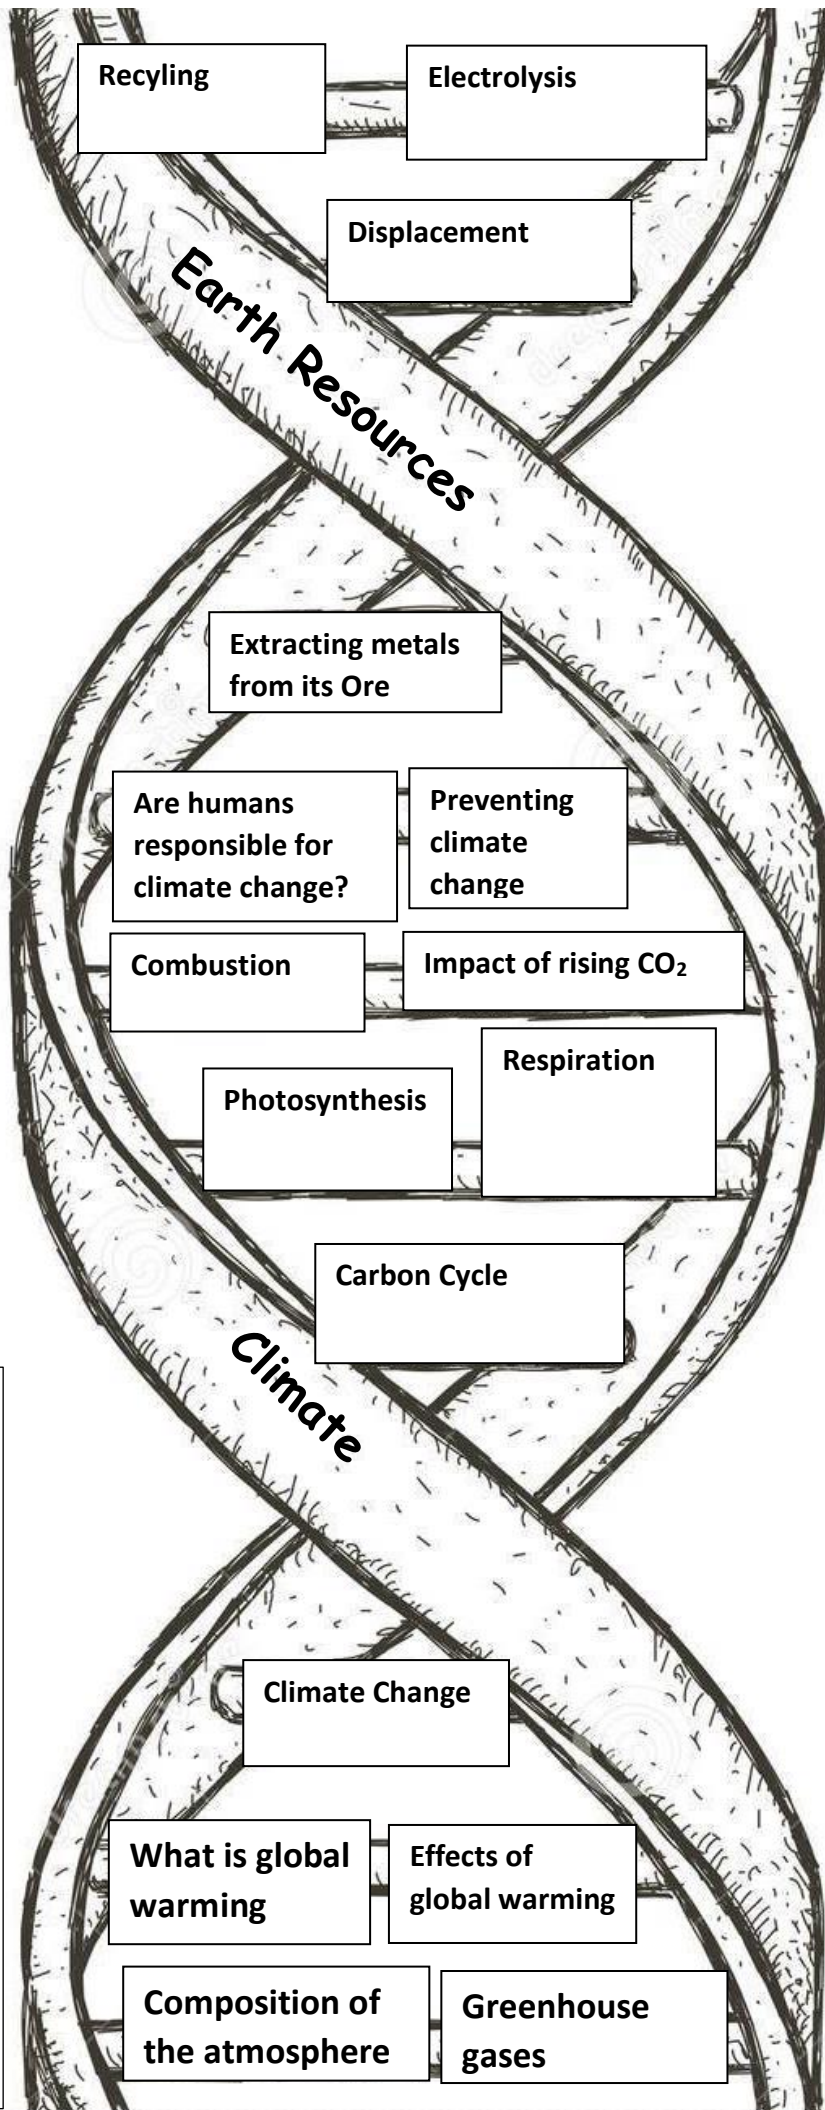 Recyling
Electrolysis
Displacement
Earth Resources
Extracting metals
from its Ore
Are humans
responsible for
climate change?
Preventing
climate
change
Combustion
Impact of rising CO₂
Respiration
Photosynthesis
Carbon Cycle
Climate
Climate Change
What is global
warming
Effects of
global warming
Composition of
the atmosphere
Greenhouse
gases